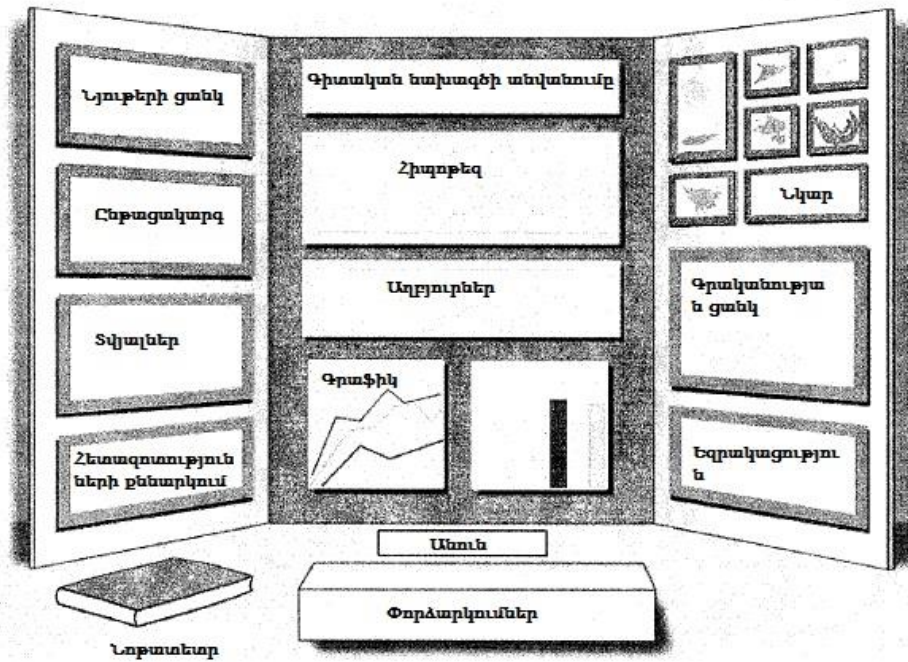 Նյութերի ցանկ
Ընթացակարգ
Տվյալներ
Հետազոտություն
ների քննարկում
Գիտական նախագծի անվանումը
Հիպոթեզ
Աղբյուրներ
Գրաֆիկ
Նկար
Գրականությա
ն ցանկ
Եզրակացությու
ն
Անուն
Փորձարկումներ
Նոթատետր